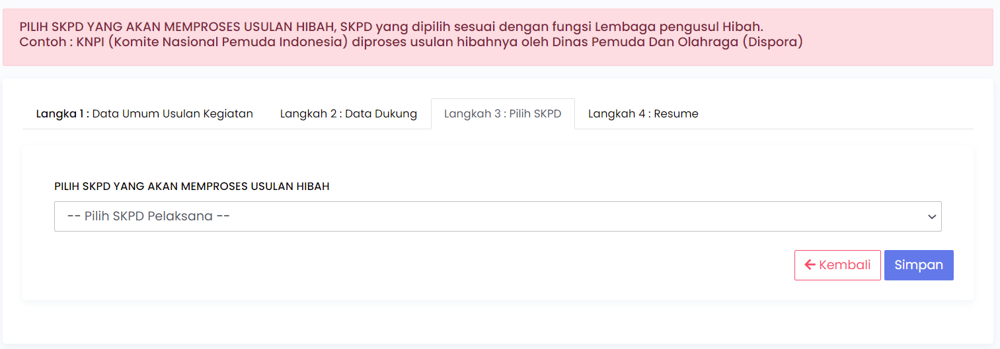 PILIH SKPD YANG AKAN MEMPROSES USULAN HIBAH, SKPD yang dipilih sesuai dengan fungsi Lembaga pengusul Hibah.
Contoh : KNPI (Komite Nasional Pemuda Indonesia) diproses usulan hibahnya oleh Dinas Pemuda Dan Olahraga (Dispora)
Langka 1 : Data Umum Usulan Kegiatan Langkah 2 : Data Dukung Langkah 3 : Pilih SKPD Langkah 4 : Resume
PILIH SKPD YANG AKAN MEMPROSES USULAN HIBAH
-- Pilih SKPD Pelaksana --
Kembali Simpan